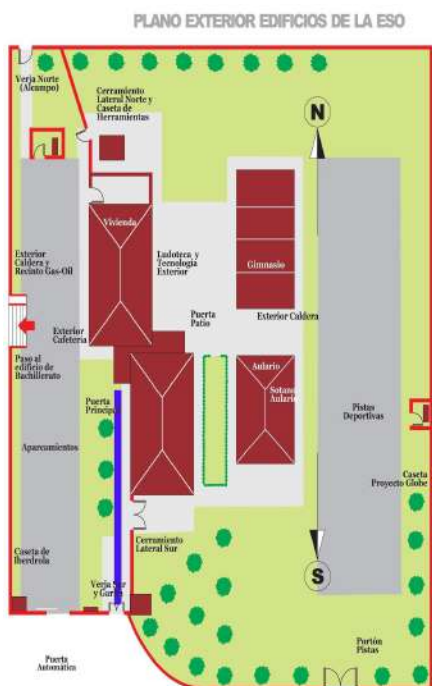 PLANO EXTERIOR EDIFICIOS DE LA ESO
Verja Norte
(Alcampo)
Cerramiento
Lateral Norte y
Caseta de
Herramientas
N
Vivienda
Ludoteca y
Tecnología
Exterior
Gimnasio
Exterior
Caldera y
Recinto Gas-Oil
Puerta
Patio
Exterior Caldera
Exterior
Cafetería
Paso al
edificio de
Bachillerato
Aulario
Sotano
Aulario
Puerta
Principal
Pistas
Deportivas
Aparcamientos
Caseta
Proyecto Globe
Cerramiento
Lateral Sur
Caseta de
Iberdrola
S
Verja Sur
y Garita
Portón
Pistas
Puerta
Automática